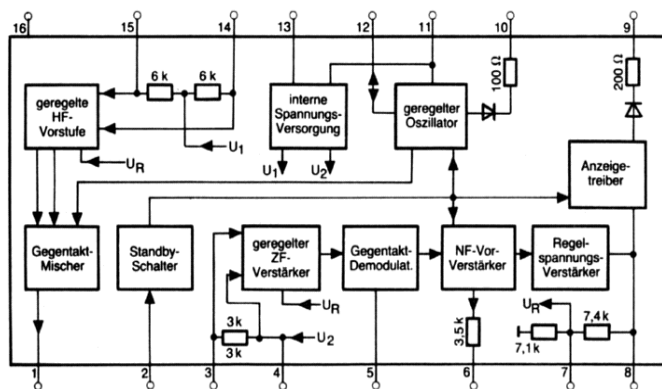 16
15
14
13
12
11
10
9
6 k
6 k
100 Ω
200 Ω
geregelte
HF-
Vorstufe
interne
Spannungs-
Versorgung
geregelter
Oszillator
U1
UR
U1
U2
Anzeige-
treiber
Gegentakt-
Mischer
Standby-
Schalter
geregelter
ZF-
Verstärker
Gegentakt-
Demodulat.
NF-Vor-
Verstärker
Regel-
spannungs-
Verstärker
UR
UR
3 k
3 k
U2
3,5 k
7,4 k
7,1 k
1
2
3
4
5
6
7
8